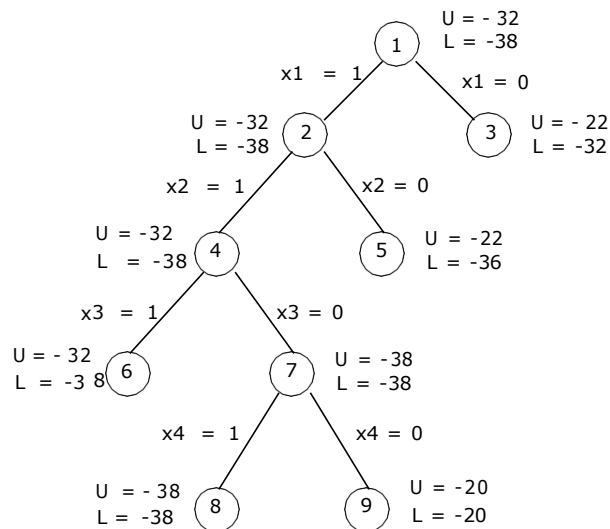 U = - 32
1
L = -38
x1 = 1
x1 = 0
U = -32
2
L = -38
3
U = - 22
L = -32
x2 = 1
x2 = 0
U = -32
4
L = -38
5
U = -22
L = -36
x3 = 1
x3 = 0
U = - 32
6
L = -3 8
7
U = -38
L = -38
x4 = 1
x4 = 0
U = - 38
8
L = -38
9
U = -20
L = -20